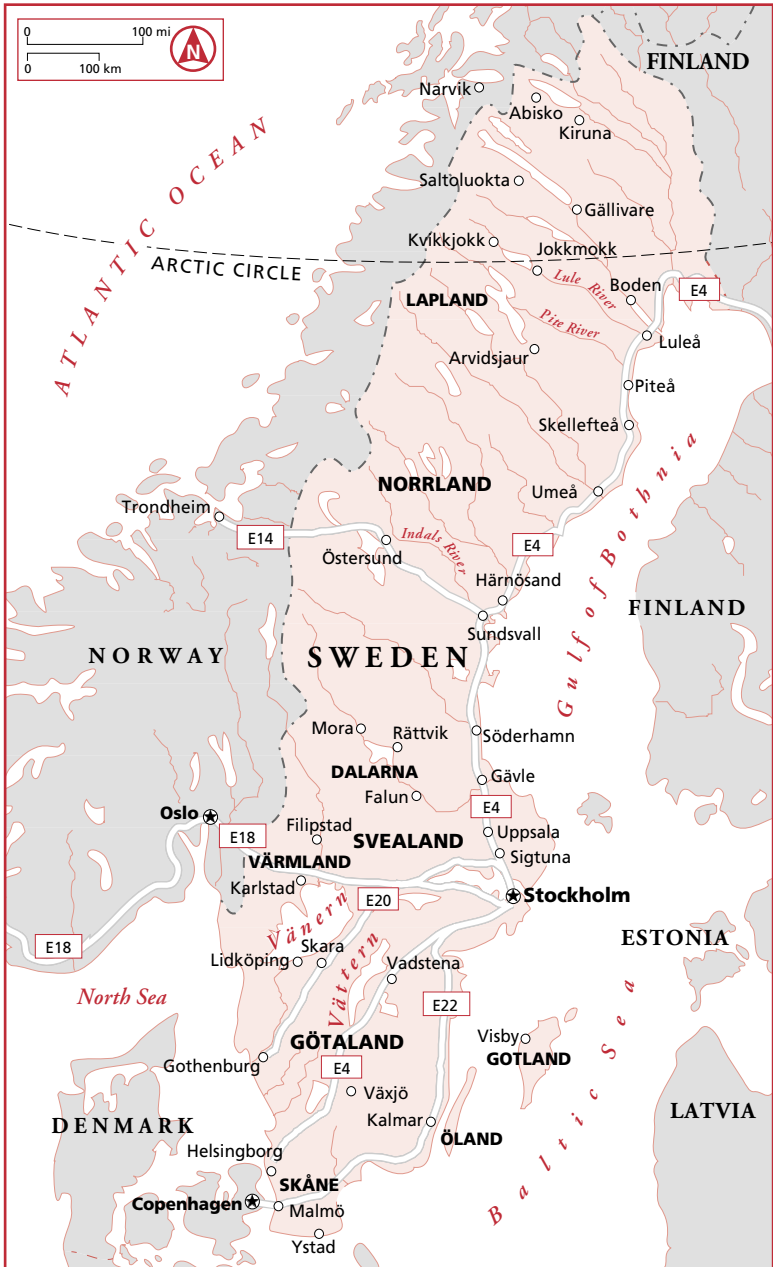 0 100 mi
0 100 km
N
FINLAND
Narvik
Abisko
Kiruna
ATLANTIC OCEAN
Saltoluokta
Gällivare
Kvikkjokk
Jokkmokk
ARCTIC CIRCLE
Lule River
Boden
E4
LAPLAND
Pite River
Luleå
Arvidsjaur
Piteå
Skellefteå
NORRLAND
Umeå
Gulf of Bothnia
Trondheim
E14
Östersund
Indals River
E4
Härnösand
FINLAND
Sundsvall
NORWAY
SWEDEN
Mora
Rättvik
Söderhamn
DALARNA
Gävle
Falun
E4
Oslo
E18
Filipstad
SVEALAND
Uppsala
VÄRMLAND
Sigtuna
Karlstad
E20
Stockholm
Vänern
E18
ESTONIA
Lidköping
Skara
Vättern
Vadstena
North Sea
E22
Visby
GÖTALAND
GOTLAND
Gothenburg
E4
Växjö
Baltic Sea
DENMARK
Kalmar
LATVIA
ÖLAND
Helsingborg
SKÅNE
Copenhagen
Malmö
Ystad